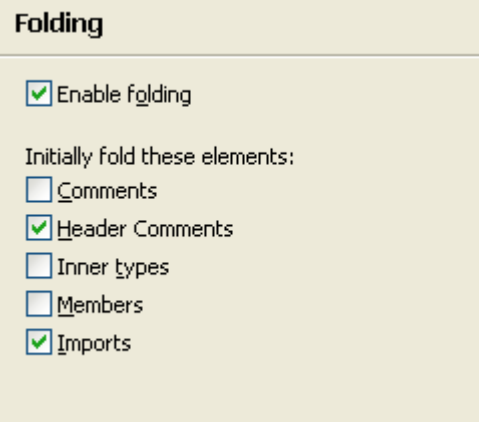 Folding
Enable folding
Initially fold these elements:
Comments
Header Comments
Inner types
Members
Imports